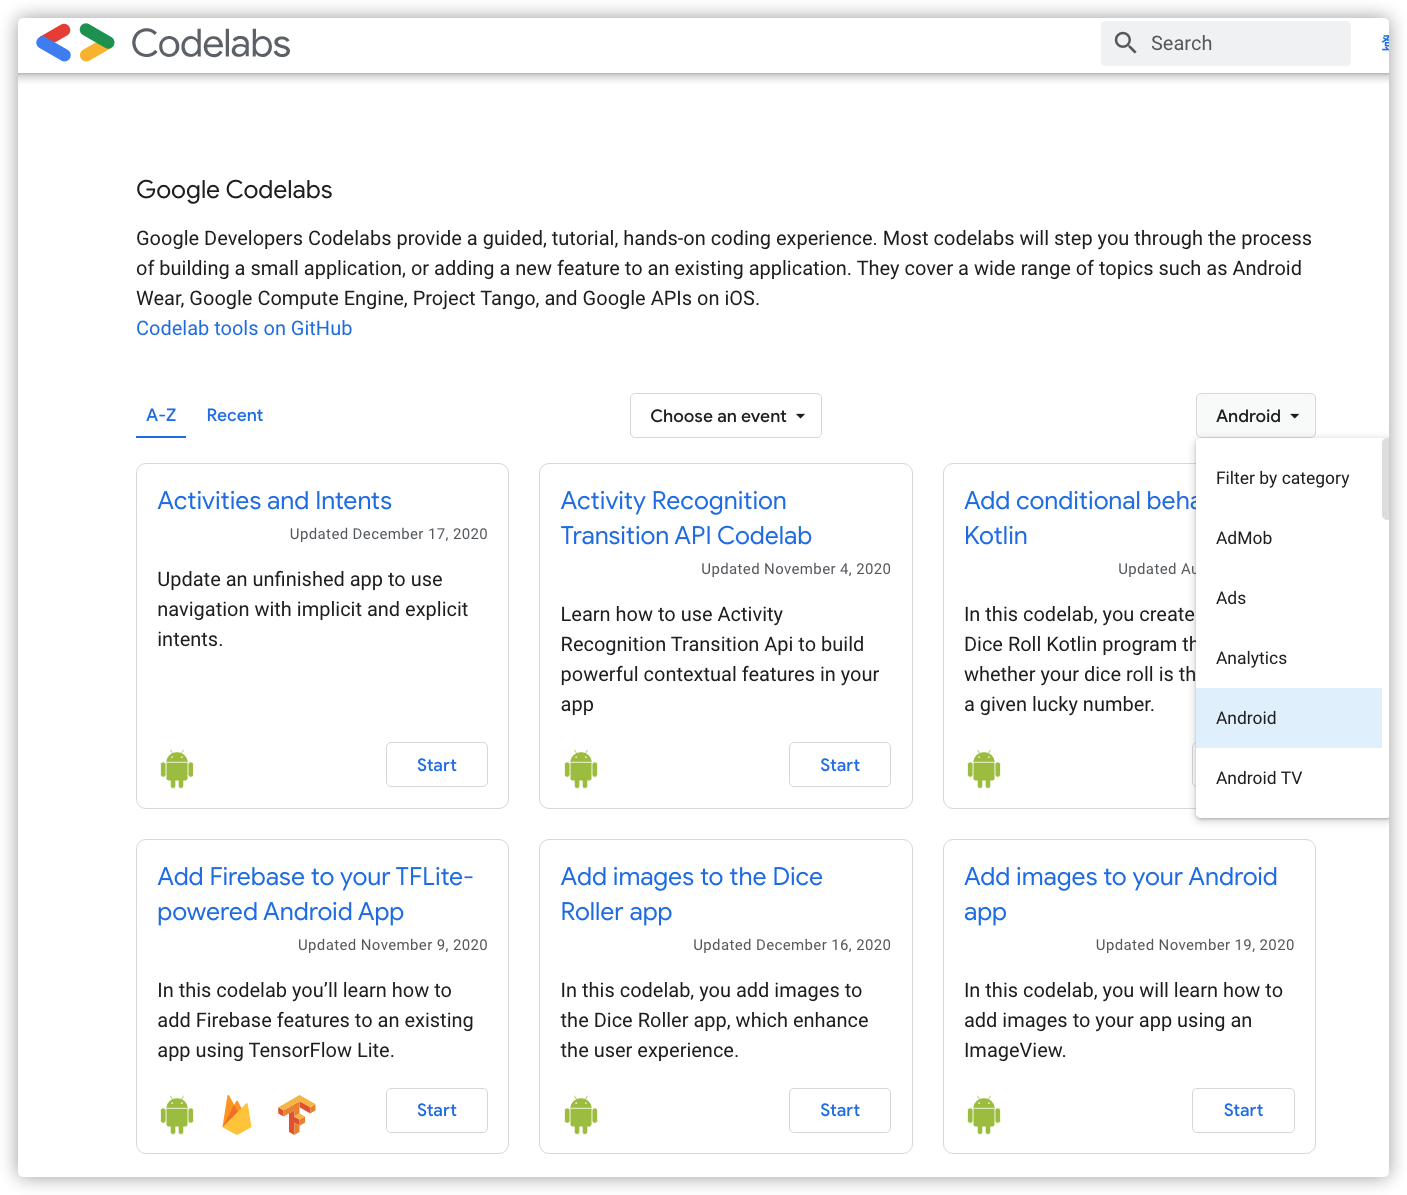 Codelabs
Search
Google Codelabs
Google Developers Codelabs provide a guided, tutorial, hands-on coding experience. Most codelabs will step you through the process
of building a small application, or adding a new feature to an existing application. They cover a wide range of topics such as Android
Wear, Google Compute Engine, Project Tango, and Google APIs on iOS.
Codelab tools on GitHub
A-Z
Recent
Choose an event
Android
Filter by category
AdMob
Ads
Analytics
Android
Android TV
Activities and Intents
Updated December 17, 2020
Update an unfinished app to use
navigation with implicit and explicit
intents.
Start
Activity Recognition
Transition API Codelab
Updated November 4, 2020
Learn how to use Activity
Recognition Transition Api to build
powerful contextual features in your
app
Start
Add conditional
Kotlin
Updated
In this codelab, you create
Dice Roll Kotlin program
whether your dice roll is
a given lucky number.
Add Firebase to your TFLite-
powered Android App
Updated November 9, 2020
In this codelab you’ll learn how to
add Firebase features to an existing
app using TensorFlow Lite.
Start
Add images to the Dice
Roller app
Updated December 16, 2020
In this codelab, you add images to
the Dice Roller app, which enhance
the user experience.
Start
Add images to your Android
app
Updated November 19, 2020
In this codelab, you will learn how to
add images to your app using an
ImageView.
Start